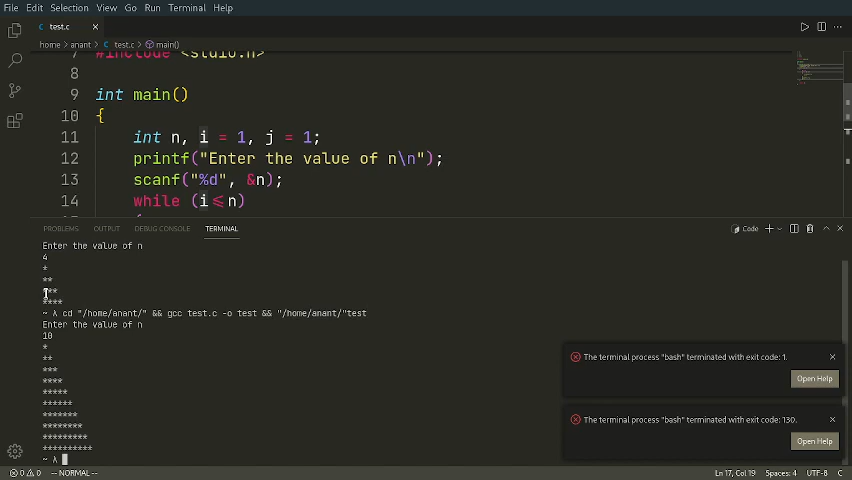 File Edit Selection View Go Run Terminal Help
C test.c ×
home > anant > C test.c > main()
7 #include <stdio.h>
8
9 int main()
10 {
11 int n, i = 1, j = 1;
12 printf("Enter the value of n\n");
13 scanf("%d", &n);
14 while (i<=n)
PROBLEMS OUTPUT DEBUG CONSOLE TERMINAL
Code
Enter the value of n
4
*
**
***
****
~ λ cd "/home/anant/" && gcc test.c -o test && "/home/anant/"test
Enter the value of n
10
*
**
***
****
*****
******
*******
********
*********
**********
~ λ
The terminal process "bash" terminated with exit code: 1.
Open Help
The terminal process "bash" terminated with exit code: 130.
Open Help
0 0 -- NORMAL -- Ln 17, Col 19 Spaces: 4 UTF-8 C